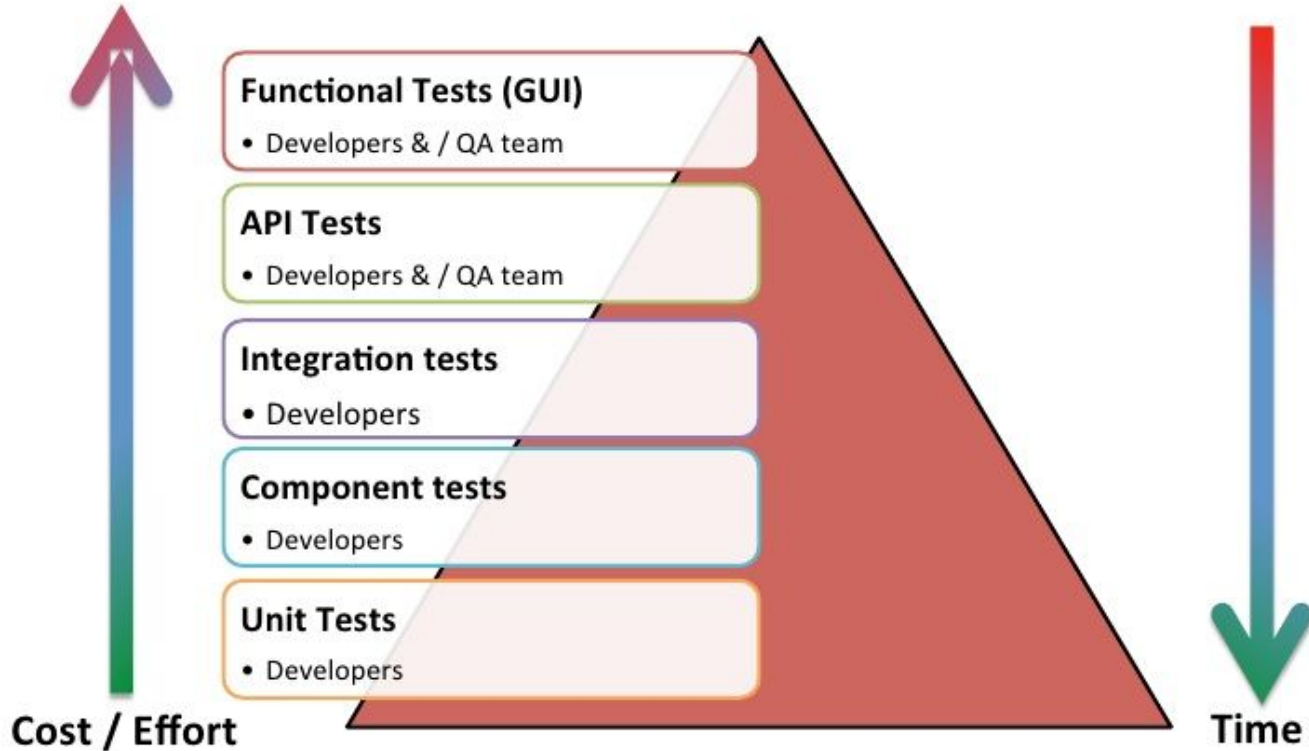 Functional Tests (GUI)
• Developers & / QA team
API Tests
• Developers & / QA team
Integration tests
• Developers
Component tests
• Developers
Unit Tests
• Developers
Cost / Effort
Time